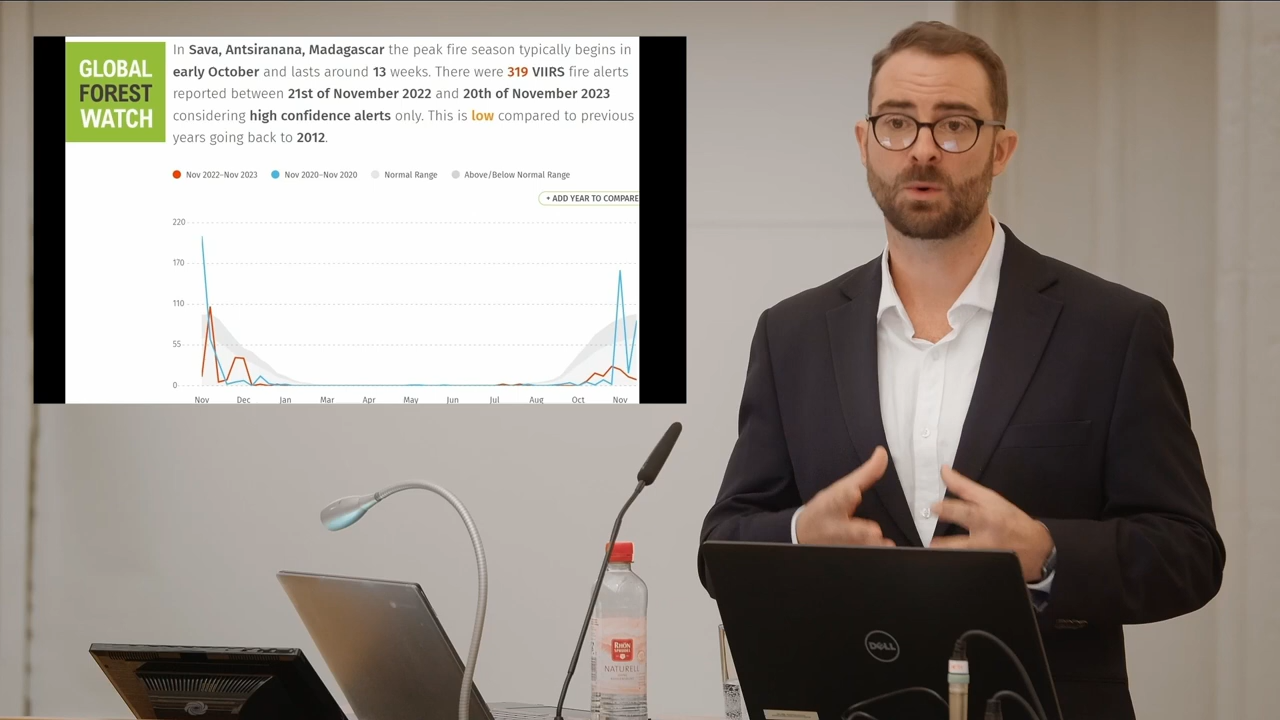 GLOBAL
FOREST
WATCH
In Sava, Antsiranana, Madagascar the peak fire season typically begins in
early October and lasts around 13 weeks. There were 319 VIIRS fire alerts
reported between 21st of November 2022 and 20th of November 2023
considering high confidence alerts only. This is low compared to previous
years going back to 2012.
Nov 2022–Nov 2023 Nov 2020–Nov 2020 Normal Range Above/Below Normal Range
+ ADD YEAR TO COMPARE
220
170
110
55
0
Nov Dec Jan Mar Apr May Jun Jul Aug Oct Nov
RHÖN
NATURELL
DELL